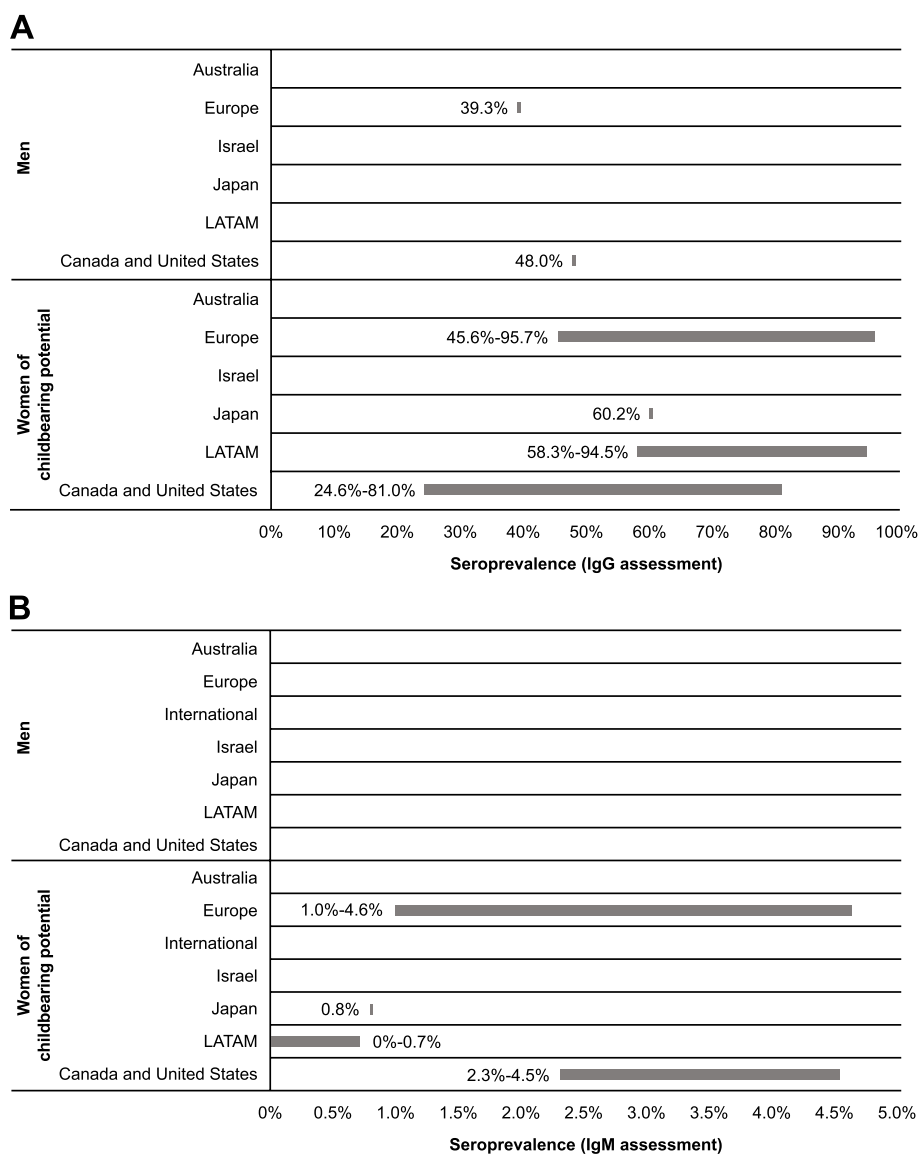 A
Men
Australia
Europe
39.3%
Israel
Japan
LATAM
Canada and United States
48.0%
Women of
childbearing potential
Australia
Europe
45.6%-95.7%
Israel
Japan
60.2%
LATAM
58.3%-94.5%
Canada and United States
24.6%-81.0%
0% 10% 20% 30% 40% 50% 60% 70% 80% 90% 100%
Seroprevalence (IgG assessment)
B
Men
Australia
Europe
International
Israel
Japan
LATAM
Canada and United States
Women of
childbearing potential
Australia
Europe
1.0%-4.6%
International
Israel
Japan
0.8%
LATAM
0%-0.7%
Canada and United States
2.3%-4.5%
0% 0.5% 1.0% 1.5% 2.0% 2.5% 3.0% 3.5% 4.0% 4.5% 5.0%
Seroprevalence (IgM assessment)